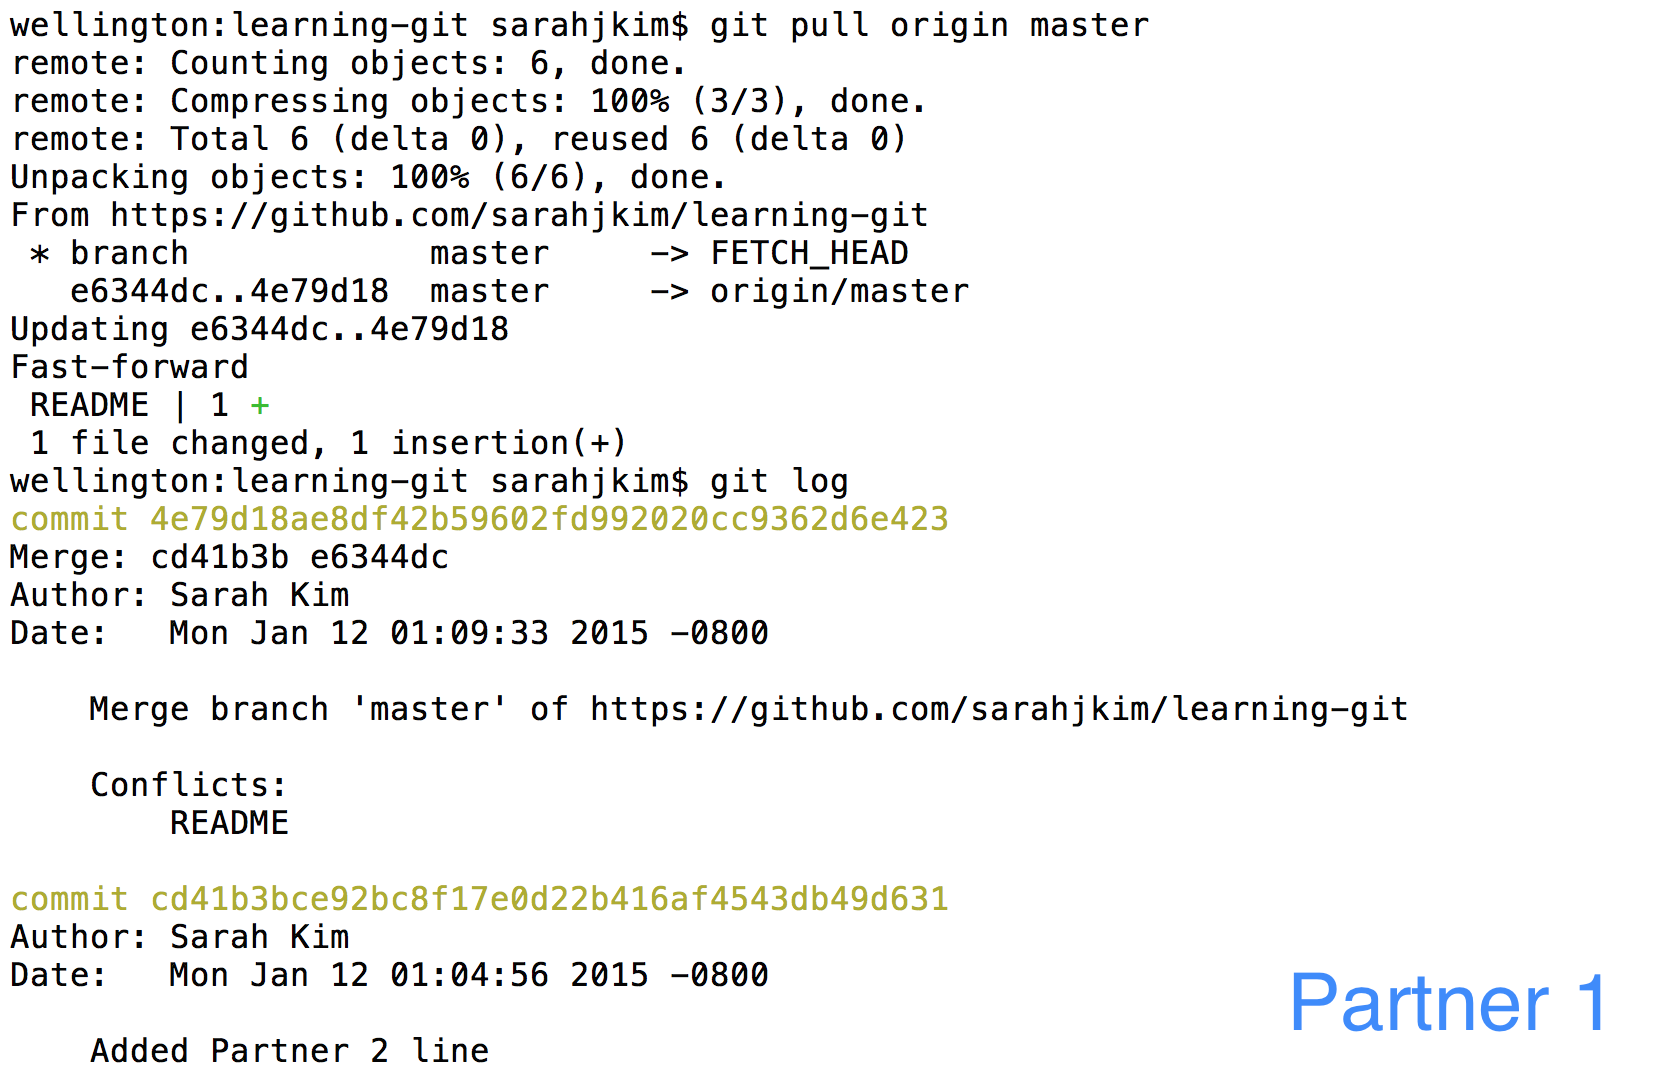 wellington:learning-git sarahjkim$ git pull origin master
remote: Counting objects: 6, done.
remote: Compressing objects: 100% (3/3), done.
remote: Total 6 (delta 0), reused 6 (delta 0)
Unpacking objects: 100% (6/6), done.
From https://github.com/sarahjkim/learning-git
 * branch            master     -> FETCH_HEAD
   e6344dc..4e79d18  master     -> origin/master
Updating e6344dc..4e79d18
Fast-forward
 README | 1 +
 1 file changed, 1 insertion(+)
wellington:learning-git sarahjkim$ git log
commit 4e79d18ae8df42b59602fd992020cc9362d6e423
Merge: cd41b3b e6344dc
Author: Sarah Kim
Date:   Mon Jan 12 01:09:33 2015 -0800
    Merge branch 'master' of https://github.com/sarahjkim/learning-git
    Conflicts:
        README
commit cd41b3bce92bc8f17e0d22b416af4543db49d631
Author: Sarah Kim
Date:   Mon Jan 12 01:04:56 2015 -0800
    Added Partner 2 line
Partner 1